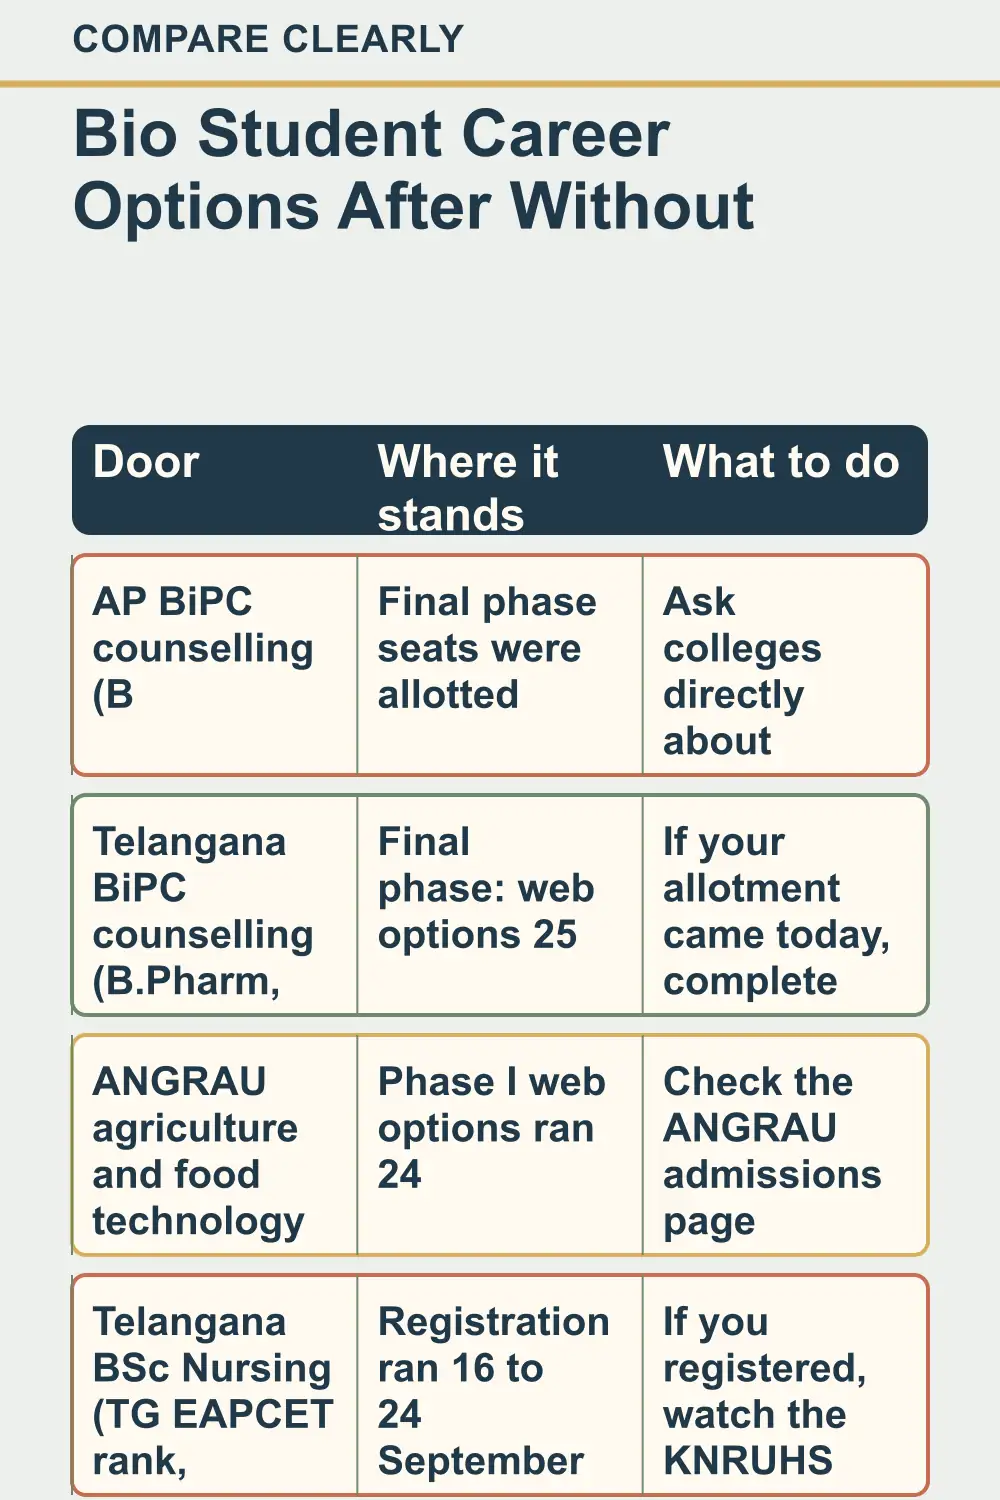 COMPARE CLEARLY
Bio Student Career
Options After Without
Door
Where it
stands
What to do
AP BiPC
counselling
(B
Final phase
seats were
allotted
Ask
colleges
directly
about
Telangana
BiPC
counselling
(B.Pharm,
Final
phase: web
options 25
If your
allotment
came today,
complete
ANGRAU
agriculture
and food
technology
Phase I web
options ran
24
Check the
ANGRAU
admissions
page
Telangana
BSc Nursing
(TG EAPCET
rank,
Registration
ran 16 to
24
September
If you
registered,
watch the
KNRUHS